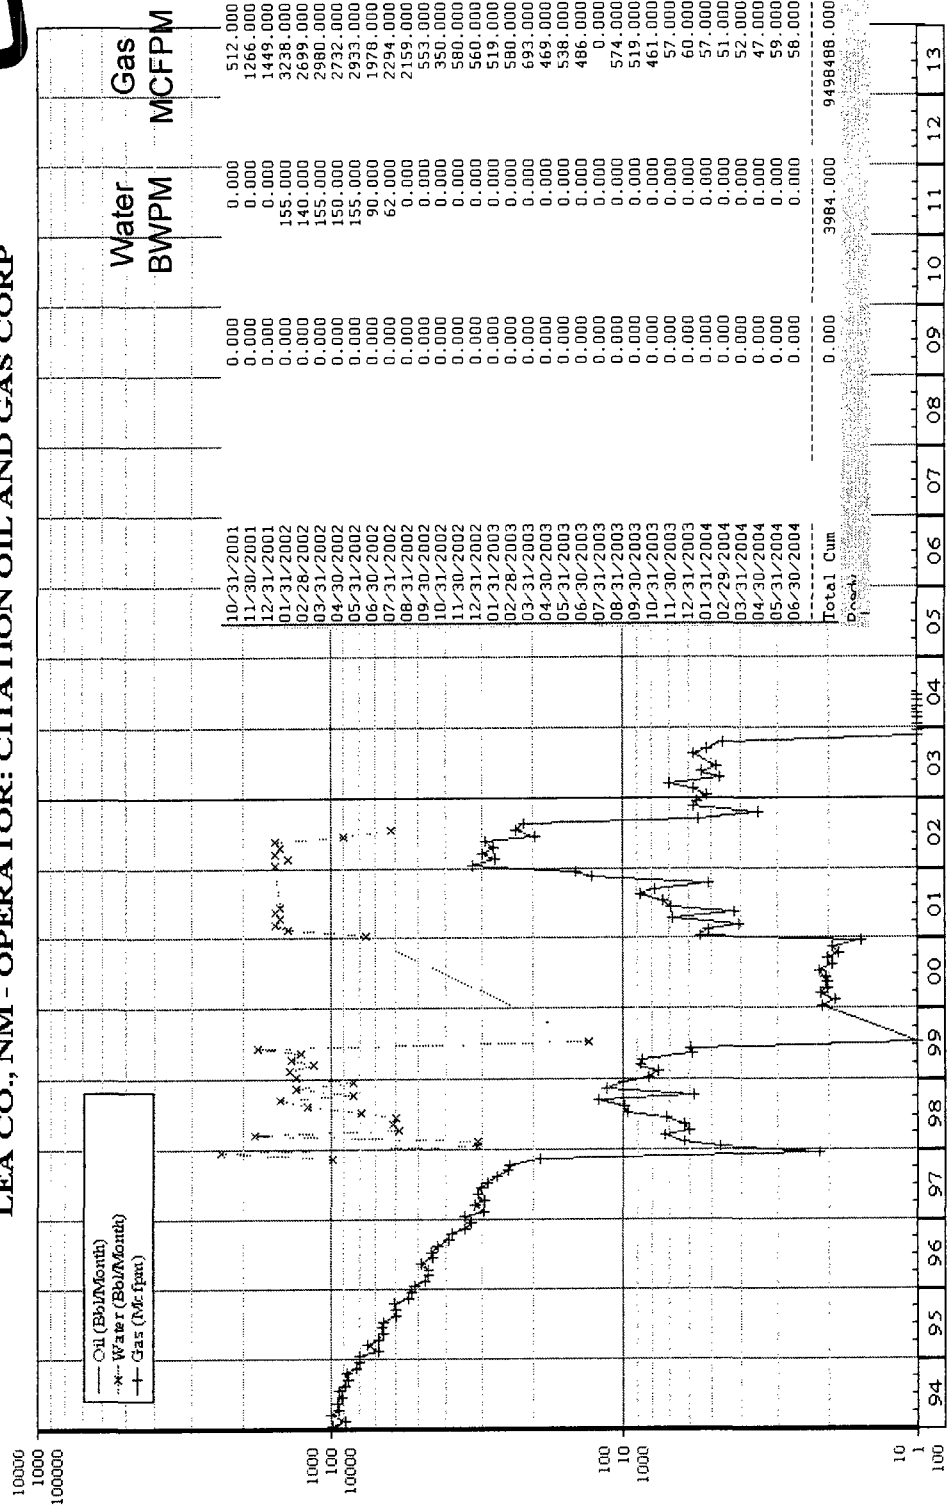 LEA CO., NM - OPERATOR: CITATION OIL AND GAS CORP
Oil (Bbl/Month)
Water (Bbl/Month)
Gas (Mcfpm)
Water Gas
BWPM MCFPM
10/31/2001 0.000 0.000 512.000
11/30/2001 0.000 0.000 1266.000
12/31/2001 0.000 0.000 1449.000
01/31/2002 0.000 155.000 3238.000
02/28/2002 0.000 140.000 2699.000
03/31/2002 0.000 155.000 2980.000
04/30/2002 0.000 150.000 2732.000
05/31/2002 0.000 155.000 2933.000
06/30/2002 0.000 90.000 1978.000
07/31/2002 0.000 62.000 2294.000
08/31/2002 0.000 0.000 2159.000
09/30/2002 0.000 0.000 553.000
10/31/2002 0.000 0.000 350.000
11/30/2002 0.000 0.000 580.000
12/31/2002 0.000 0.000 560.000
01/31/2003 0.000 0.000 519.000
02/28/2003 0.000 0.000 580.000
03/31/2003 0.000 0.000 693.000
04/30/2003 0.000 0.000 469.000
05/31/2003 0.000 0.000 538.000
06/30/2003 0.000 0.000 486.000
07/31/2003 0.000 0.000 0.000
08/31/2003 0.000 0.000 574.000
09/30/2003 0.000 0.000 519.000
10/31/2003 0.000 0.000 461.000
11/30/2003 0.000 0.000 57.000
12/31/2003 0.000 0.000 60.000
01/31/2004 0.000 0.000 57.000
02/29/2004 0.000 0.000 51.000
03/31/2004 0.000 0.000 52.000
04/30/2004 0.000 0.000 47.000
05/31/2004 0.000 0.000 59.000
06/30/2004 0.000 0.000 58.000
Total Cum 0.000 3984.000 9498488.000
10000
1000
100000
1000
10000
100
1000
10
1
100
94 95 96 97 98 99 00 01 02 03 04 05 06 07 08 09 10 11 12 13